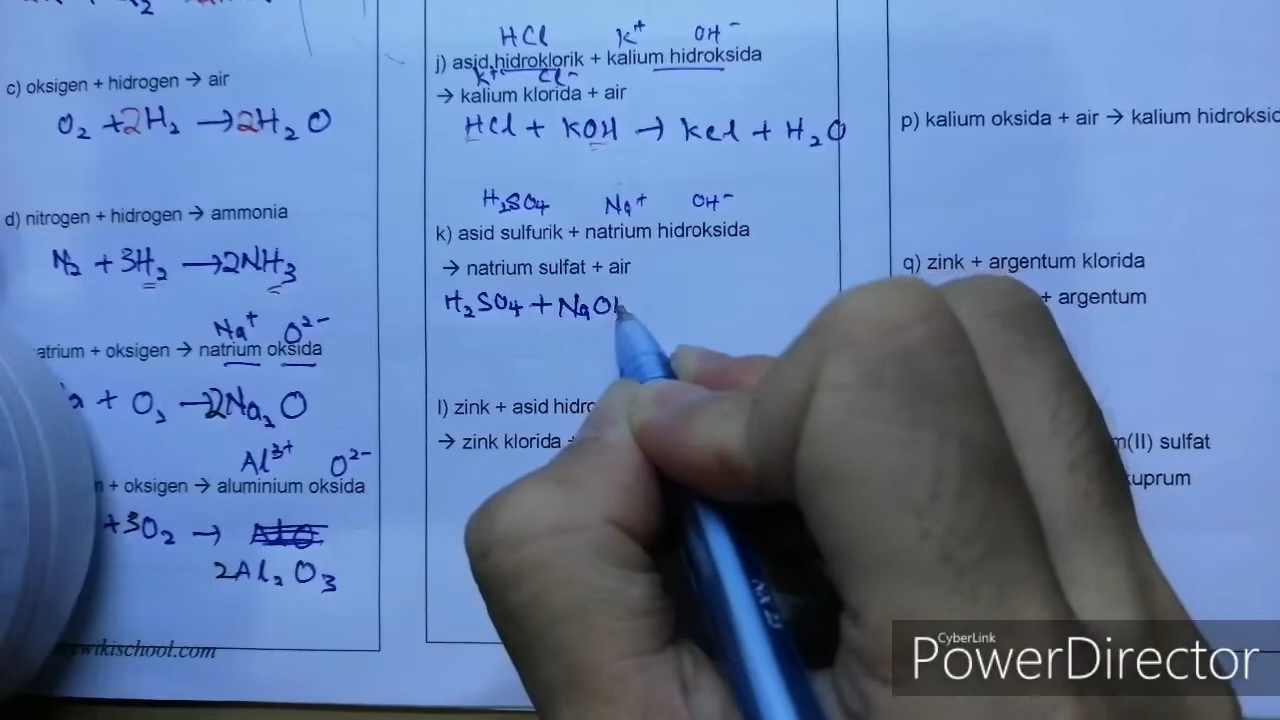 c) oksigen + hidrogen → air
O₂ + 2H₂ → 2H₂O
d) nitrogen + hidrogen → ammonia
N₂ + 3H₂ → 2NH₃
Na⁺ O²⁻
atrium + oksigen → natrium oksida
+ O₂ → 2Na₂O
Al³⁺ O²⁻
+ oksigen → aluminium oksida
+3O₂ →
2Al₂O₃
wikischool.com
HCl K⁺ OH⁻
j) asid hidroklorik + kalium hidroksida
K⁺ Cl⁻
→ kalium klorida + air
HCl + KOH → KCl + H₂O
H₂SO₄ Na⁺ OH⁻
k) asid sulfurik + natrium hidroksida
→ natrium sulfat + air
H₂SO₄ + NaOH
l) zink + asid hidro
→ zink klorida +
p) kalium oksida + air → kalium hidroksid
q) zink + argentum klorida
+ argentum
m(II) sulfat
kuprum
CyberLink
PowerDirector